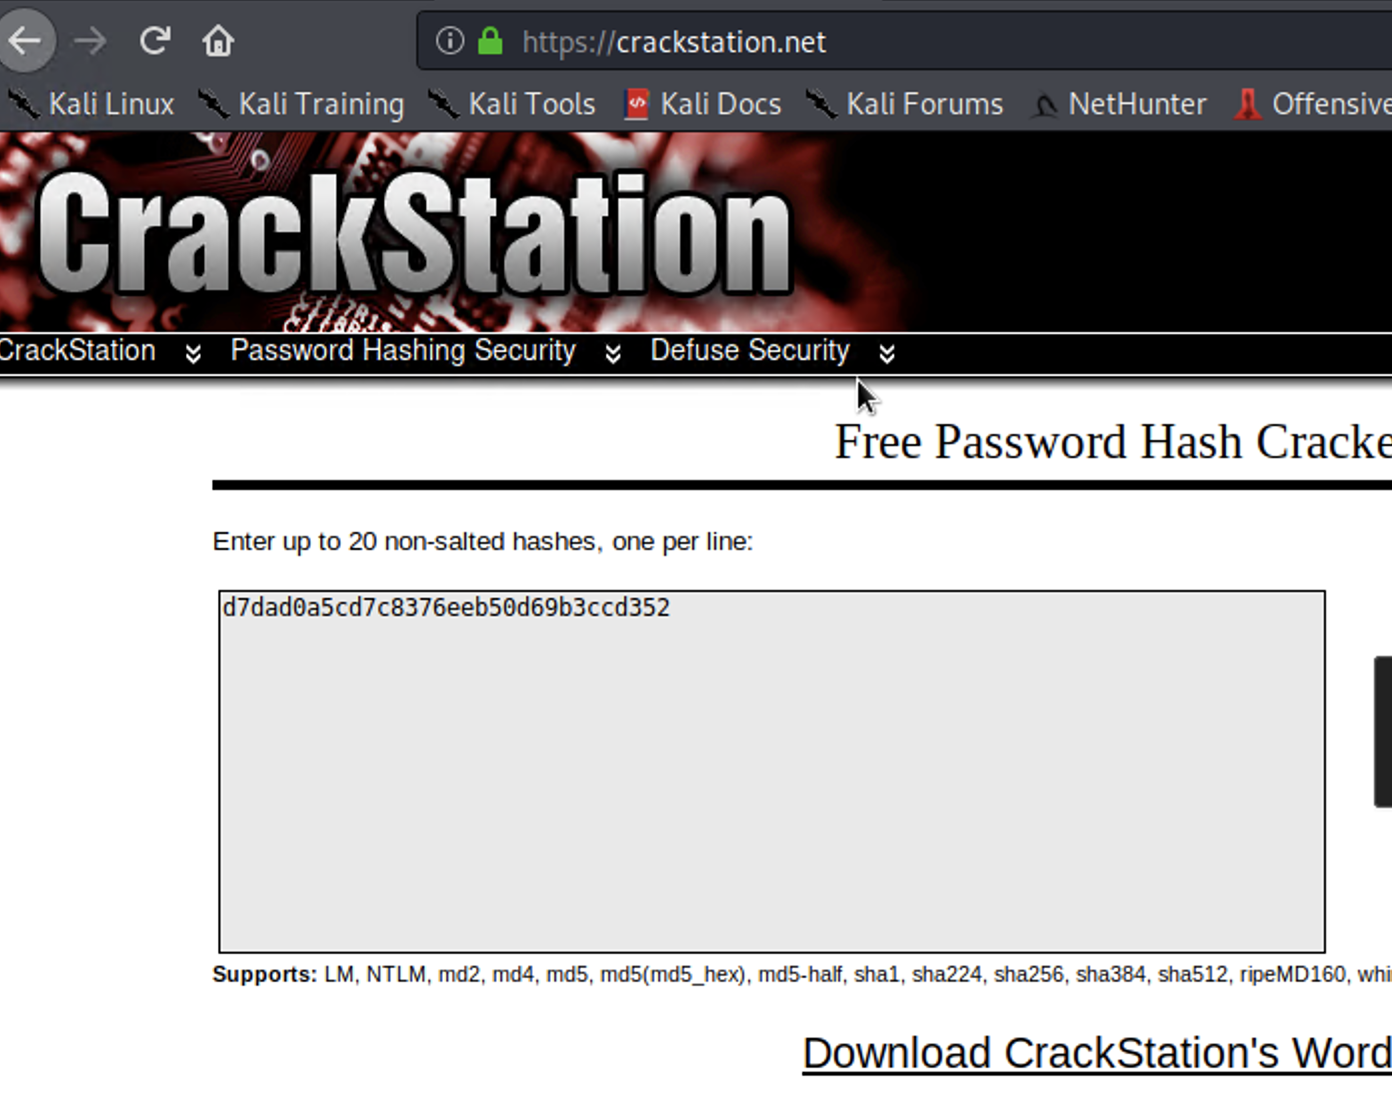 https://crackstation.net
Kali Linux Kali Training Kali Tools Kali Docs Kali Forums NetHunter Offensive
CrackStation
CrackStation Password Hashing Security Defuse Security
Free Password Hash Cracke
Enter up to 20 non-salted hashes, one per line:
d7dad0a5cd7c8376eeb50d69b3ccd352
Supports: LM, NTLM, md2, md4, md5, md5(md5_hex), md5-half, sha1, sha224, sha256, sha384, sha512, ripeMD160, whi
Download CrackStation's Word